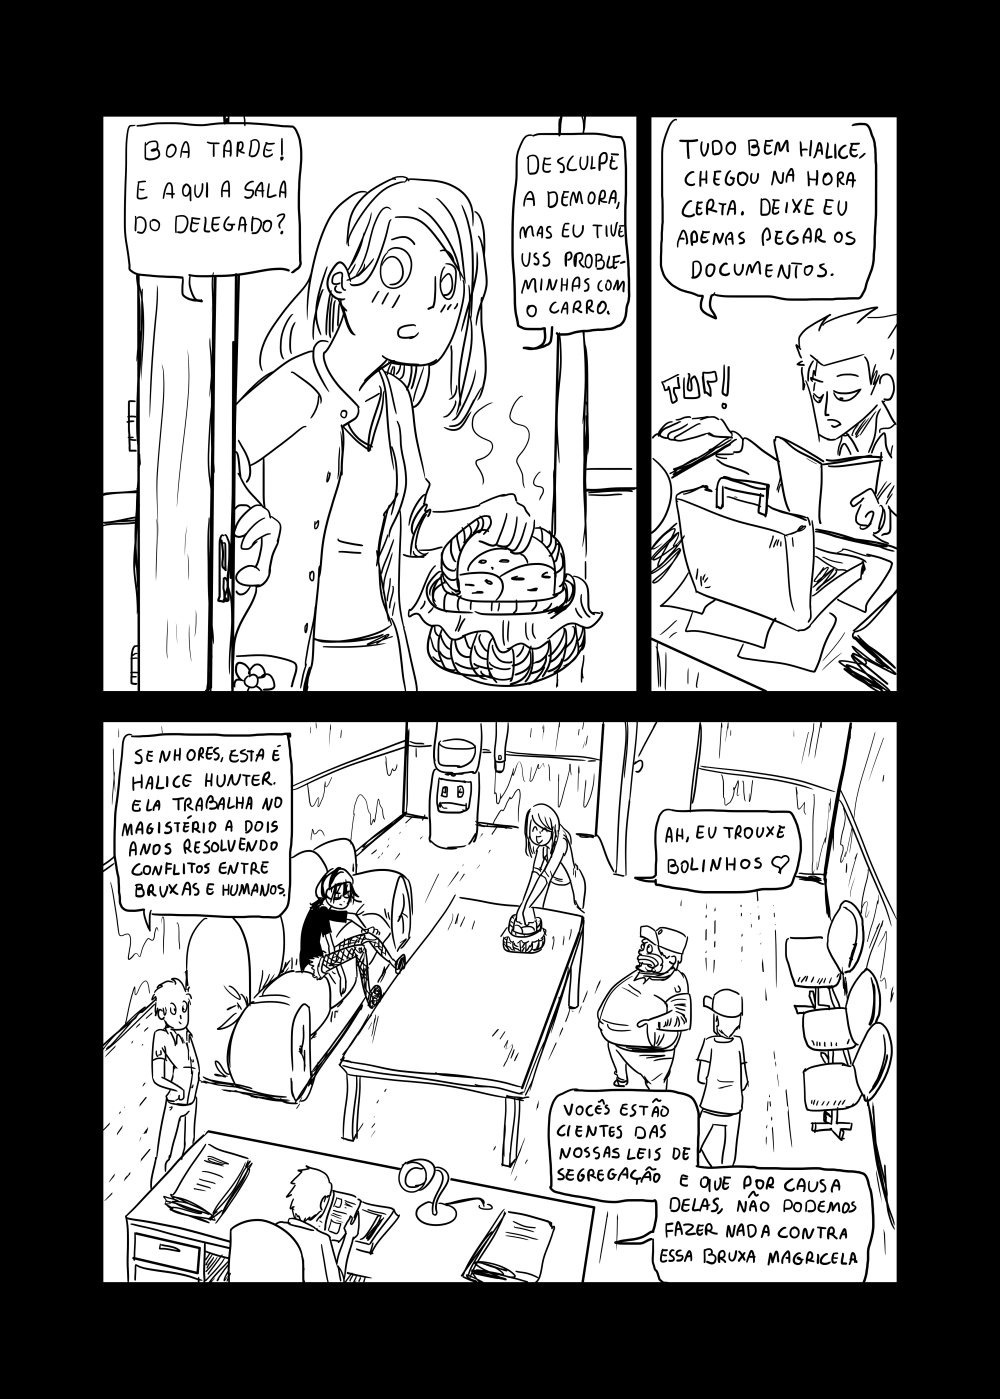 BOA TARDE!
E AQUI A SALA
DO DELEGADO?
DESCULPE
A DEMORA,
MAS EU TIVE
USS PROBLE-
MINHAS COM
O CARRO.
TUDO BEM HALICE,
CHEGOU NA HORA
CERTA. DEIXE EU
APENAS PEGAR OS
DOCUMENTOS.
TUP!
SENHORES, ESTA É
HALICE HUNTER.
ELA TRABALHA NO
MAGISTÉRIO A DOIS
ANOS RESOLVENDO
CONFLITOS ENTRE
BRUXAS E HUMANOS.
AH, EU TROUXE
BOLINHOS ♡
VOCÊS ESTÃO
CIENTES DAS
NOSSAS LEIS DE
SEGREGAÇÃO
E QUE POR CAUSA
DELAS, NÃO PODEMOS
FAZER NADA CONTRA
ESSA BRUXA MAGRICELA